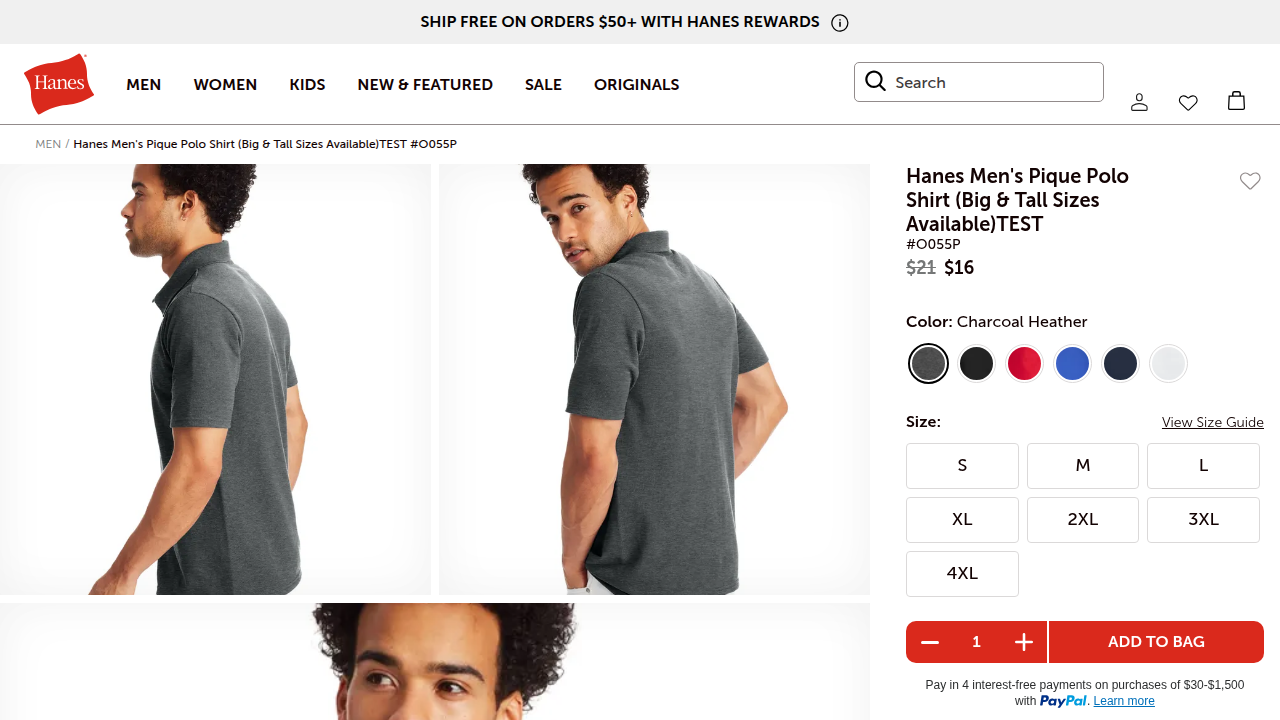 SHIP FREE ON ORDERS $50+ WITH HANES REWARDS
Hanes
MEN
WOMEN
KIDS
NEW & FEATURED
SALE
ORIGINALS
Search
MEN / Hanes Men's Pique Polo Shirt (Big & Tall Sizes Available)TEST #O055P
Hanes Men's Pique Polo
Shirt (Big & Tall Sizes
Available)TEST
#O055P
$21 $16
Color: Charcoal Heather
Size:
View Size Guide
S
M
L
XL
2XL
3XL
4XL
1
ADD TO BAG
Pay in 4 interest-free payments on purchases of $30-$1,500
with PayPal. Learn more